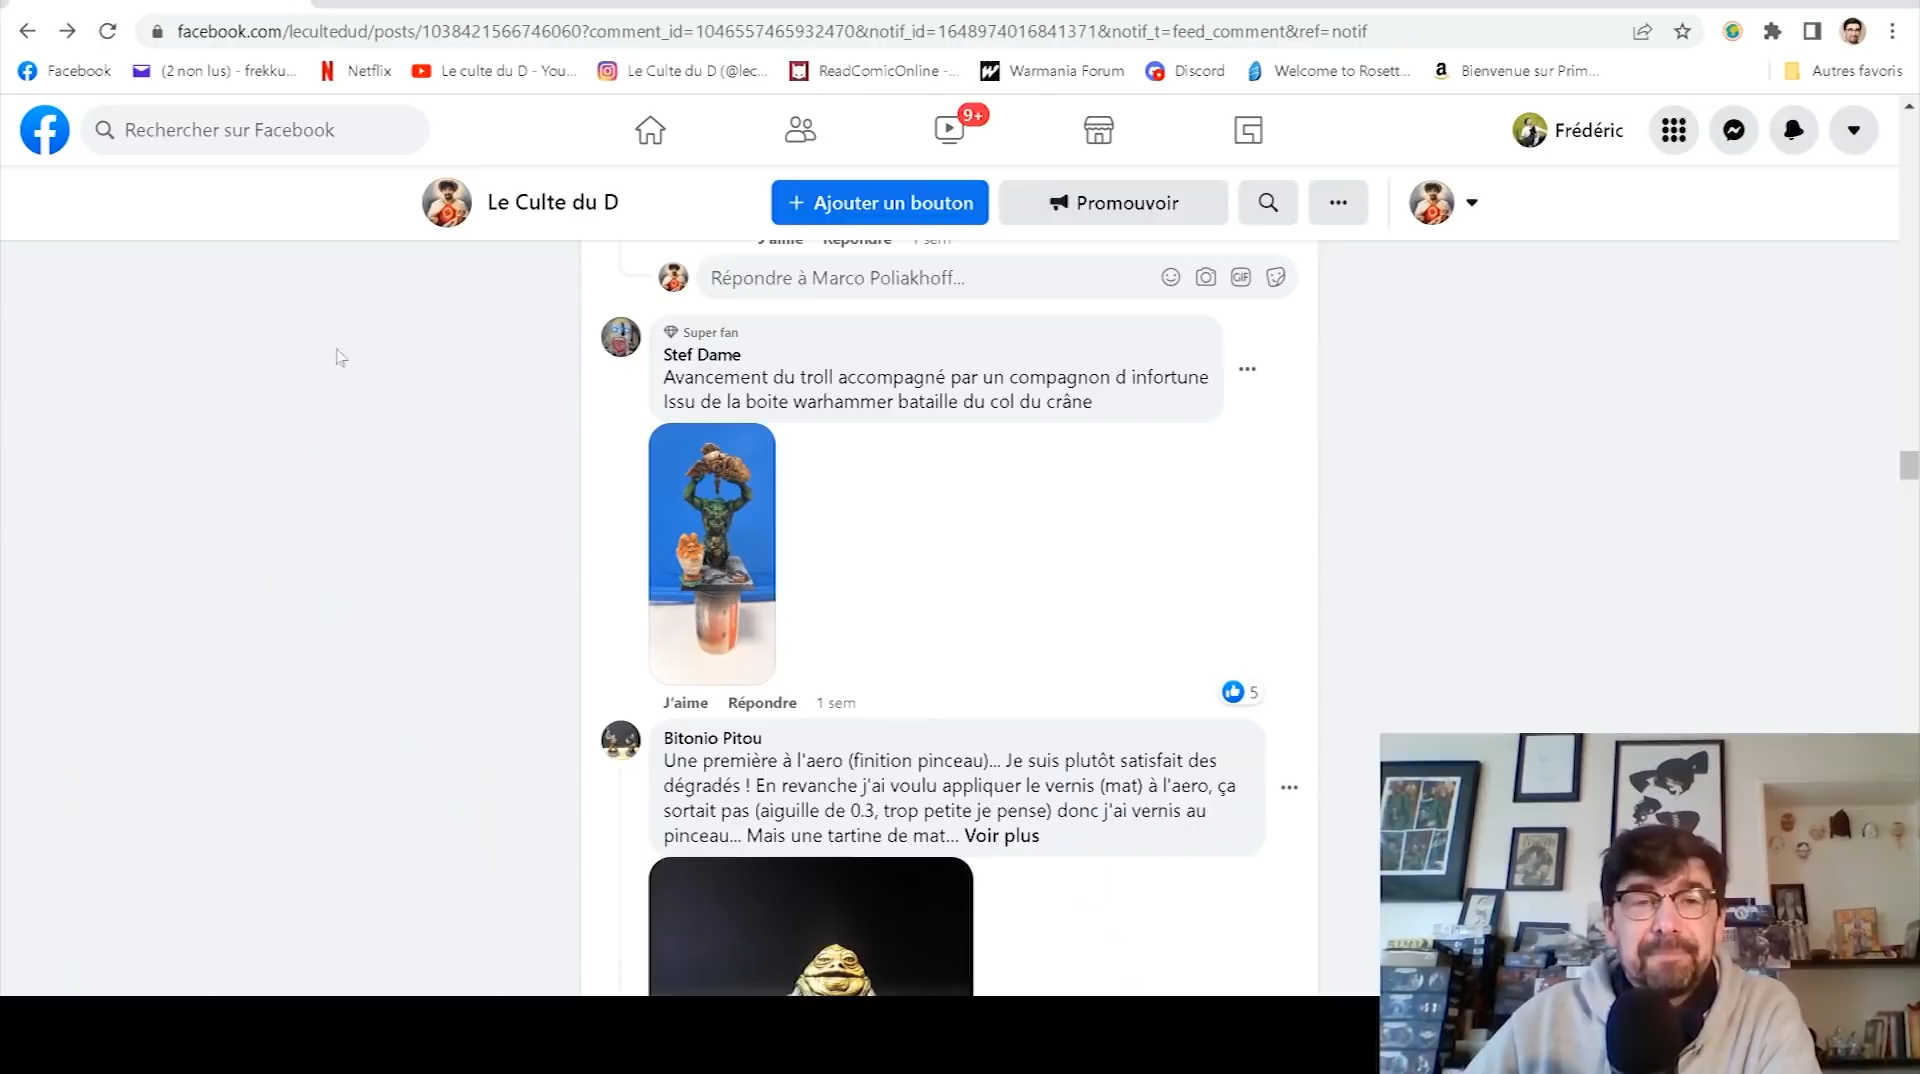 facebook.com/lecultedud/posts/1038421566746060?comment_id=1046557465932470&notif_id=1648974016841371&notif_t=feed_comment&ref=notif
Facebook
(2 non lus) - frekku...
Netflix
Le culte du D - You...
Le Culte du D (@lec...
ReadComicOnline -...
Warmania Forum
Discord
Welcome to Rosett...
Bienvenue sur Prim...
Autres favoris
Rechercher sur Facebook
9+
Frédéric
Le Culte du D
+ Ajouter un bouton
Promouvoir
J'aime Répondre 1 sem
Répondre à Marco Poliakhoff...
GIF
Super fan
Stef Dame
Avancement du troll accompagné par un compagnon d infortune
Issu de la boite warhammer bataille du col du crâne
J'aime Répondre 1 sem
5
Bitonio Pitou
Une première à l'aero (finition pinceau)... Je suis plutôt satisfait des
dégradés ! En revanche j'ai voulu appliquer le vernis (mat) à l'aero, ça
sortait pas (aiguille de 0.3, trop petite je pense) donc j'ai vernis au
pinceau... Mais une tartine de mat... Voir plus